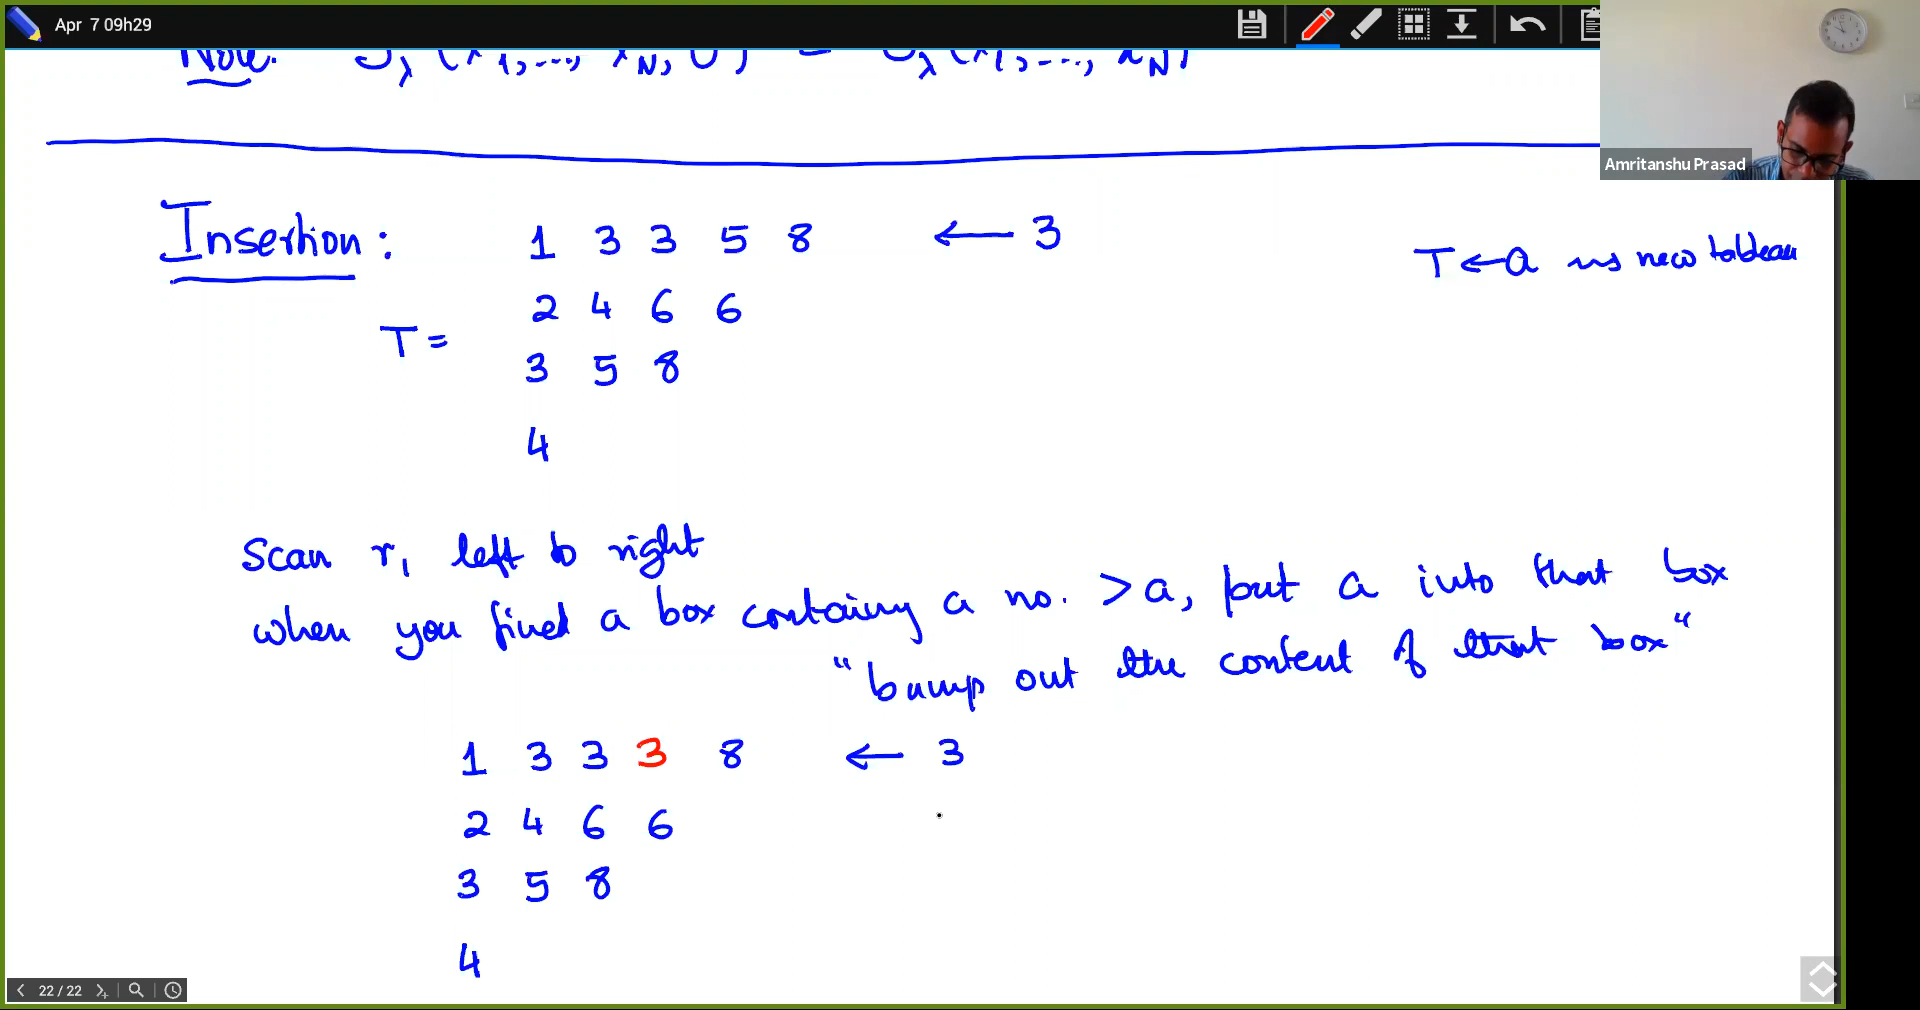 Apr 7 09h29
Note:
Amritanshu Prasad
Insertion: 1 3 3 5 8 ← 3
T ← a new tableau
2 4 6 6
T =
3 5 8
4
Scan r₁ left to right
when you find a box containing a no. > a, put a into that box
"bump out the content of that box"
1 3 3 3 8 ← 3
2 4 6 6
3 5 8
4
22 / 22